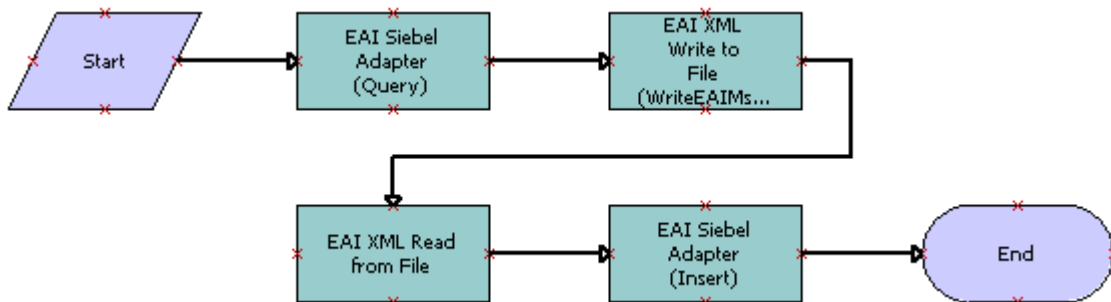 Start
EAI Siebel
Adapter
(Query)
EAI XML
Write to
File
(WriteEAIMs...
EAI XML Read
from File
EAI Siebel
Adapter
(Insert)
End